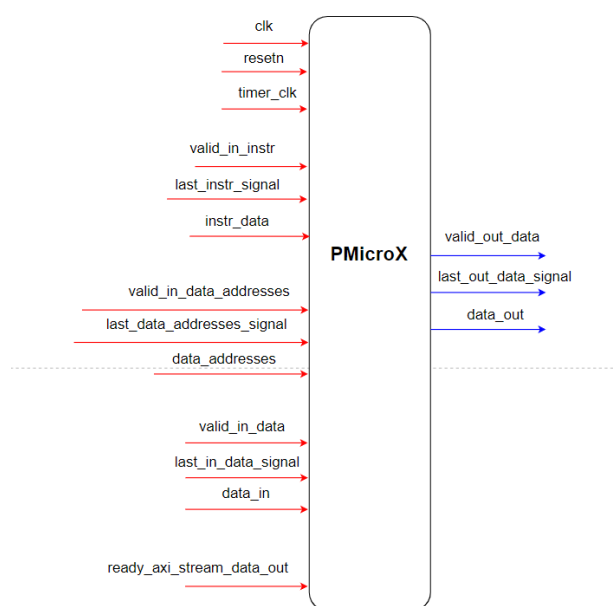 clk
resetn
timer_clk
valid_in_instr
last_instr_signal
instr_data
valid_in_data_addresses
last_data_addresses_signal
data_addresses
valid_in_data
last_in_data_signal
data_in
ready_axi_stream_data_out
PMicroX
valid_out_data
last_out_data_signal
data_out